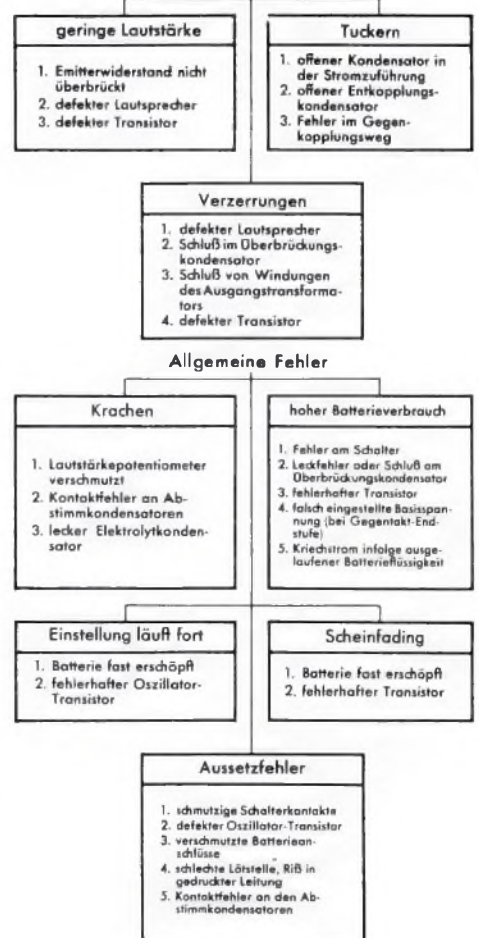 geringe Lautstärke
1. Emitterwiderstand nicht
überbrückt
2. defekter Lautsprecher
3. defekter Transistor
Tuckern
1. offener Kondensator in
der Stromzuführung
2. offener Entkopplungs-
kondensator
3. Fehler im Gegen-
kopplungsweg
Verzerrungen
1. defekter Lautsprecher
2. Schluß im Überbrückungs-
kondensator
3. Schluß von Windungen
des Ausgangstransforma-
tors
4. defekter Transistor
Allgemeine Fehler
Krachen
1. Lautstärkepotentiometer
verschmutzt
2. Kontaktfehler an Ab-
stimmkondensatoren
3. lecker Elektrolytkonden-
sator
hoher Batterieverbrauch
1. Fehler am Schalter
2. Leckfehler oder Schluß am
Überbrückungskondensator
3. fehlerhafter Transistor
4. falsch eingestellte Basisspan-
nung (bei Gegentakt-End-
stufe)
5. Kriechstrom infolge ausge-
laufener Batterieflüssigkeit
Einstellung läuft fort
1. Batterie fast erschöpft
2. fehlerhafter Oszillator-
Transistor
Scheinfading
1. Batterie fast erschöpft
2. fehlerhafter Transistor
Aussetzfehler
1. schmutzige Schalterkontakte
2. defekter Oszillator-Transistor
3. verschmutzte Batteriean-
schlüsse
4. schlechte Lötstelle, Riß in
gedruckter Leitung
5. Kontaktfehler an den Ab-
stimmkondensatoren